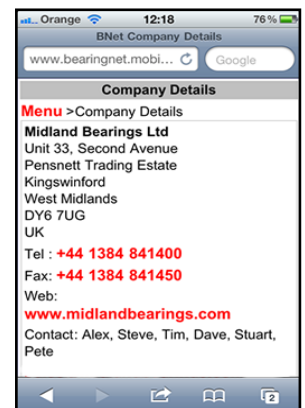 Orange 12:18 76%
BNet Company Details
www.bearingnet.mobi... Google
Company Details
Menu >Company Details
Midland Bearings Ltd
Unit 33, Second Avenue
Pensnett Trading Estate
Kingswinford
West Midlands
DY6 7UG
UK
Tel : +44 1384 841400
Fax: +44 1384 841450
Web:
www.midlandbearings.com
Contact: Alex, Steve, Tim, Dave, Stuart,
Pete
2